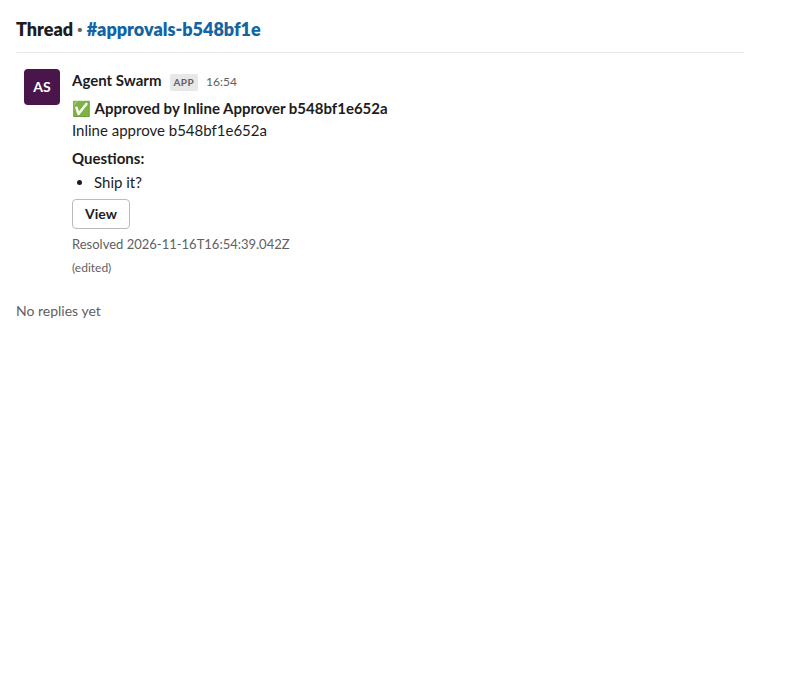 Thread • #approvals-b548bf1e
AS
Agent Swarm APP 16:54
✅ Approved by Inline Approver b548bf1e652a
Inline approve b548bf1e652a
Questions:
• Ship it?
View
Resolved 2026-11-16T16:54:39.042Z
(edited)
No replies yet